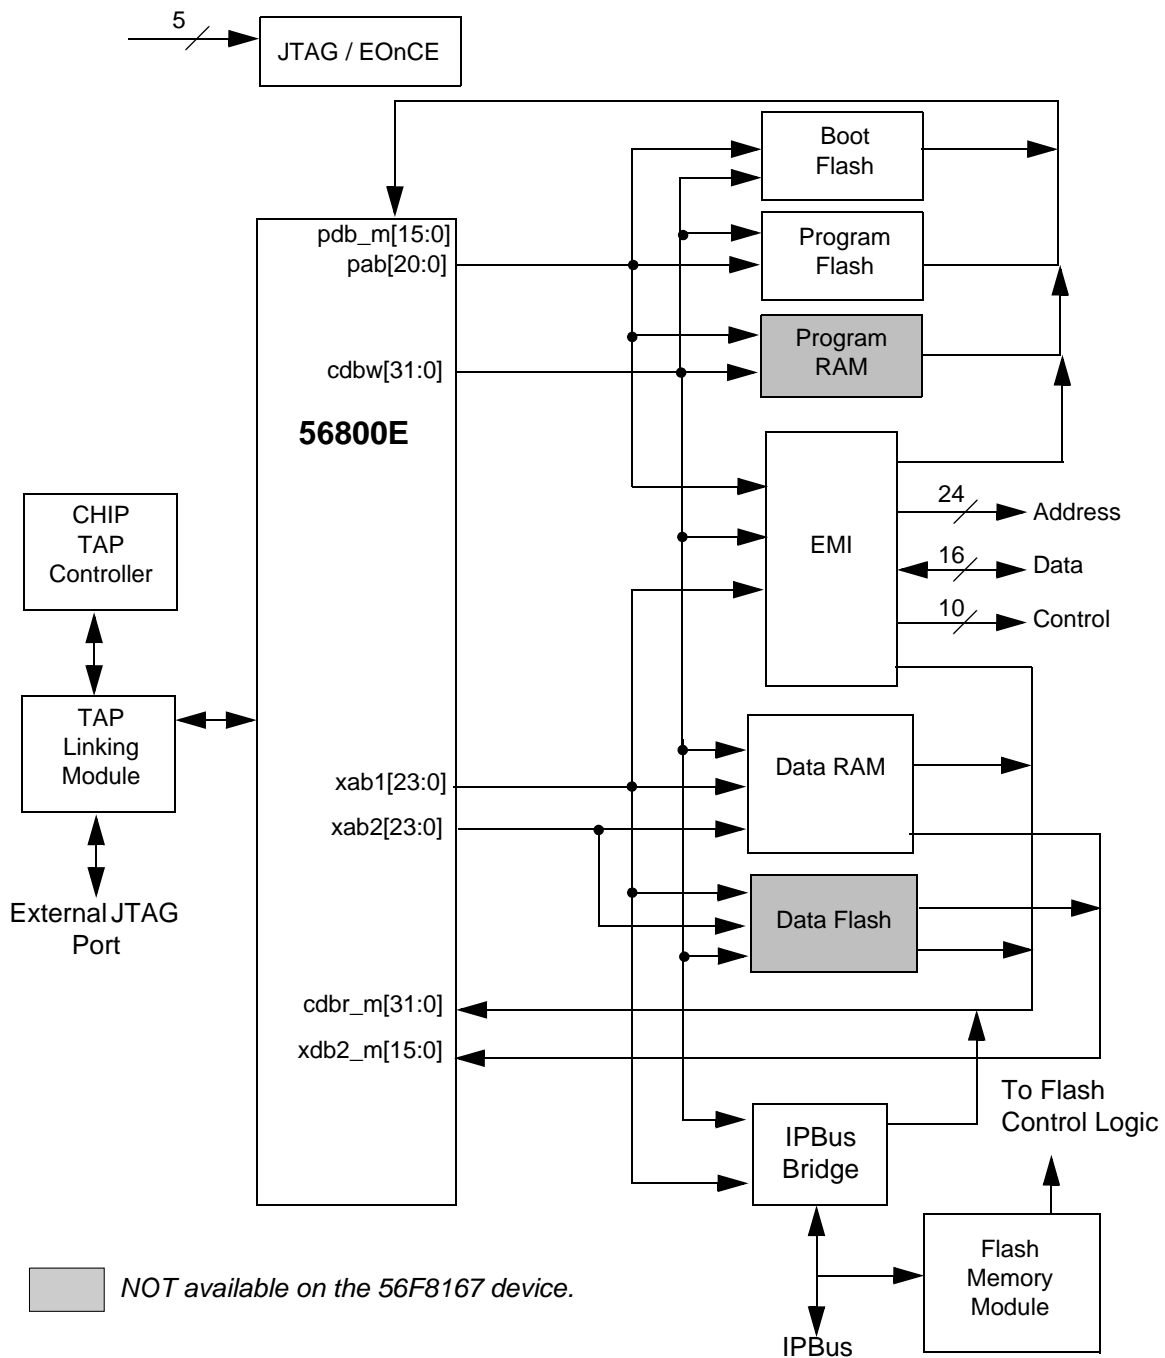 5
JTAG / EOnCE
Boot
Flash
pdb_m[15:0]
pab[20:0]
Program
Flash
Program
RAM
cdbw[31:0]
56800E
CHIP
TAP
Controller
EMI
24
Address
16
Data
10
Control
TAP
Linking
Module
xab1[23:0]
xab2[23:0]
Data RAM
External JTAG
Port
Data Flash
cdbr_m[31:0]
xdb2_m[15:0]
To Flash
Control Logic
IPBus
Bridge
Flash
Memory
Module
NOT available on the 56F8167 device.
IPBus